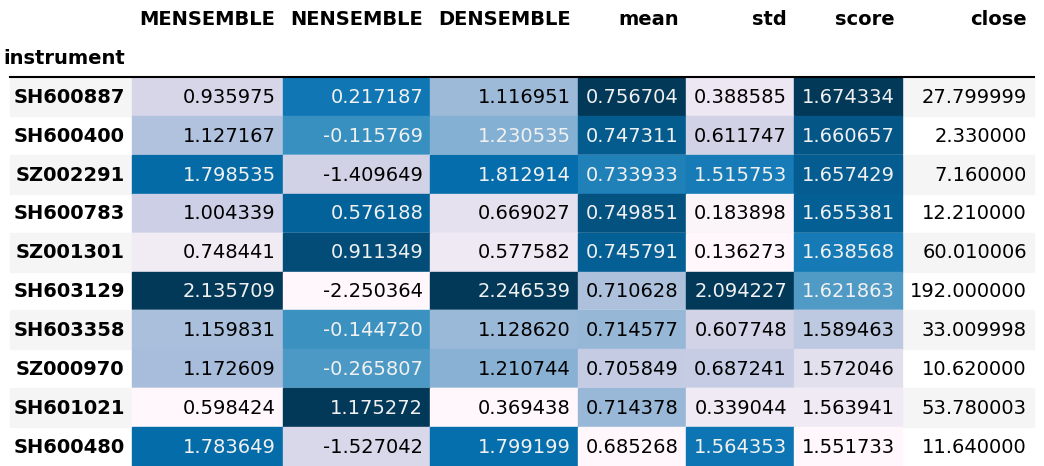 MENSEMBLE NENSEMBLE DENSEMBLE mean std score close
instrument
SH600887 0.935975 0.217187 1.116951 0.756704 0.388585 1.674334 27.799999
SH600400 1.127167 -0.115769 1.230535 0.747311 0.611747 1.660657 2.330000
SZ002291 1.798535 -1.409649 1.812914 0.733933 1.515753 1.657429 7.160000
SH600783 1.004339 0.576188 0.669027 0.749851 0.183898 1.655381 12.210000
SZ001301 0.748441 0.911349 0.577582 0.745791 0.136273 1.638568 60.010006
SH603129 2.135709 -2.250364 2.246539 0.710628 2.094227 1.621863 192.000000
SH603358 1.159831 -0.144720 1.128620 0.714577 0.607748 1.589463 33.009998
SZ000970 1.172609 -0.265807 1.210744 0.705849 0.687241 1.572046 10.620000
SH601021 0.598424 1.175272 0.369438 0.714378 0.339044 1.563941 53.780003
SH600480 1.783649 -1.527042 1.799199 0.685268 1.564353 1.551733 11.640000